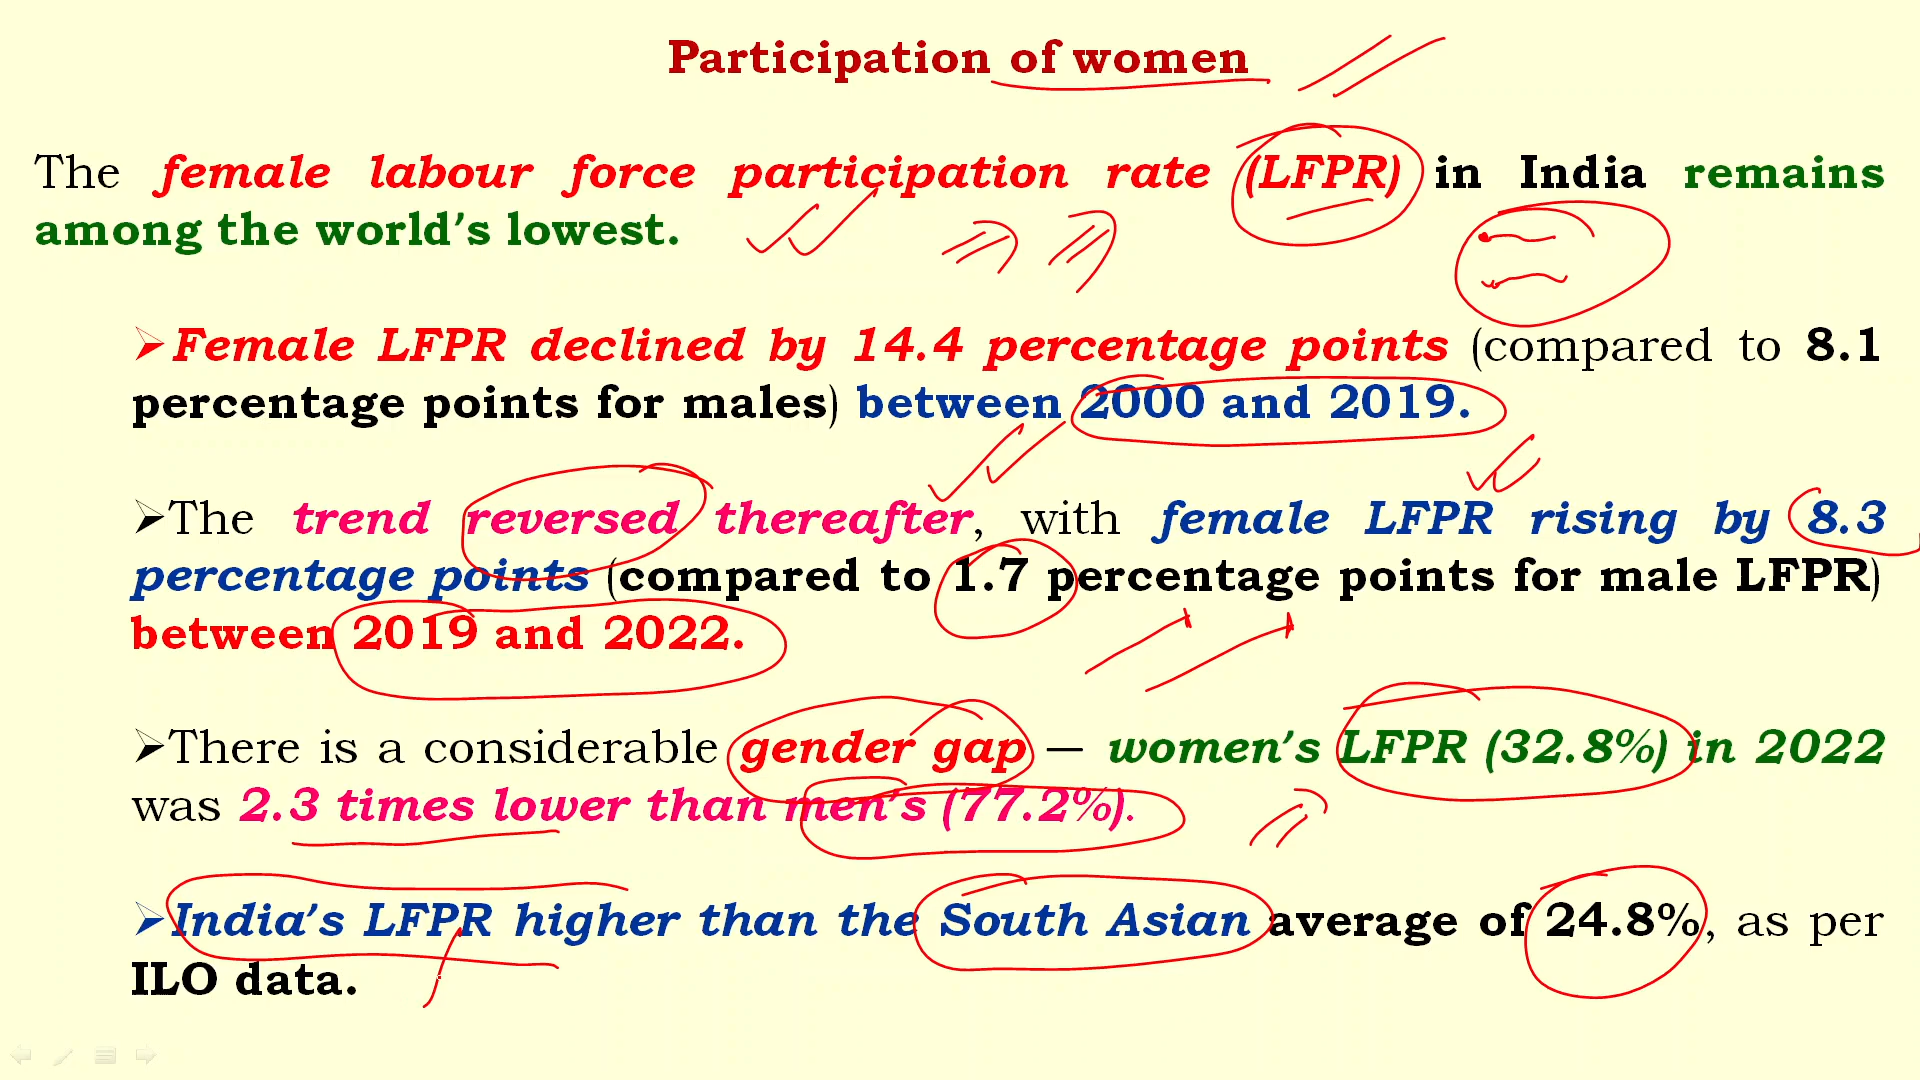 Participation of women
The female labour force participation rate (LFPR) in India remains
among the world's lowest.
➢Female LFPR declined by 14.4 percentage points (compared to 8.1
percentage points for males) between 2000 and 2019.
➢The trend reversed thereafter, with female LFPR rising by 8.3
percentage points (compared to 1.7 percentage points for male LFPR)
between 2019 and 2022.
➢There is a considerable gender gap — women's LFPR (32.8%) in 2022
was 2.3 times lower than men's (77.2%).
➢India's LFPR higher than the South Asian average of 24.8%, as per
ILO data.